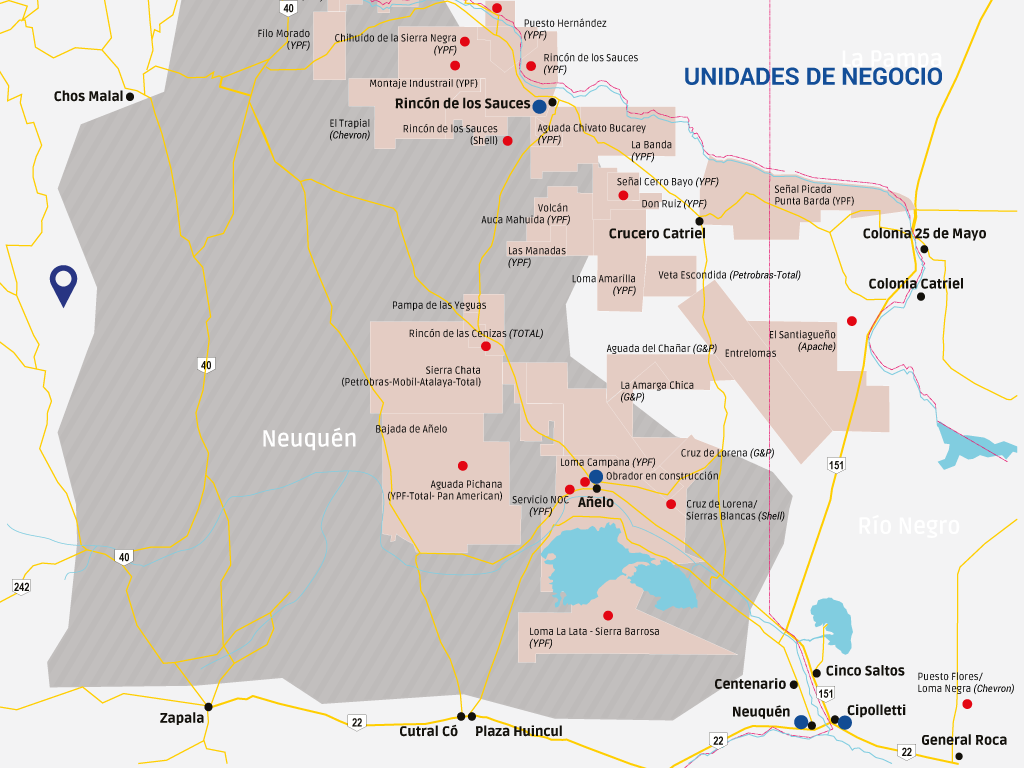 40
Filo Morado
(YPF)
Chihuido de la Sierra Negra
(YPF)
Puesto Hernández
(YPF)
Rincón de los Sauces
(YPF)
La Pampa
UNIDADES DE NEGOCIO
Montaje Industrail (YPF)
Chos Malal
Rincón de los Sauces
El Trapial
(Chevron)
Rincón de los Sauces
(Shell)
Aguada Chivato Bucarey
(YPF)
La Banda
(YPF)
Señal Cerro Bayo (YPF)
Señal Picada
Punta Barda (YPF)
Don Ruiz (YPF)
Volcán
Auca Mahuida (YPF)
Crucero Catriel
Colonia 25 de Mayo
Las Manadas
(YPF)
Loma Amarilla
(YPF)
Veta Escondida (Petrobras-Total)
Colonia Catriel
Pampa de las Yeguas
Rincón de las Cenizas (TOTAL)
El Santiagueño
(Apache)
Aguada del Chañar (G&P)
Entrelomas
40
Sierra Chata
(Petrobras-Mobil-Atalaya-Total)
La Amarga Chica
(G&P)
Neuquén
Bajada de Añelo
Cruz de Lorena (G&P)
Loma Campana (YPF)
151
Obrador en construcción
Aguada Pichana
(YPF-Total- Pan American)
Servicio NOC
(YPF)
Añelo
Cruz de Lorena/
Sierras Blancas (Shell)
Río Negro
40
242
Loma La Lata - Sierra Barrosa
(YPF)
Cinco Saltos
Centenario
151
Puesto Flores/
Loma Negra (Chevron)
Zapala
22
Cutral Có
Plaza Huincul
Neuquén
Cipolletti
22
22
General Roca